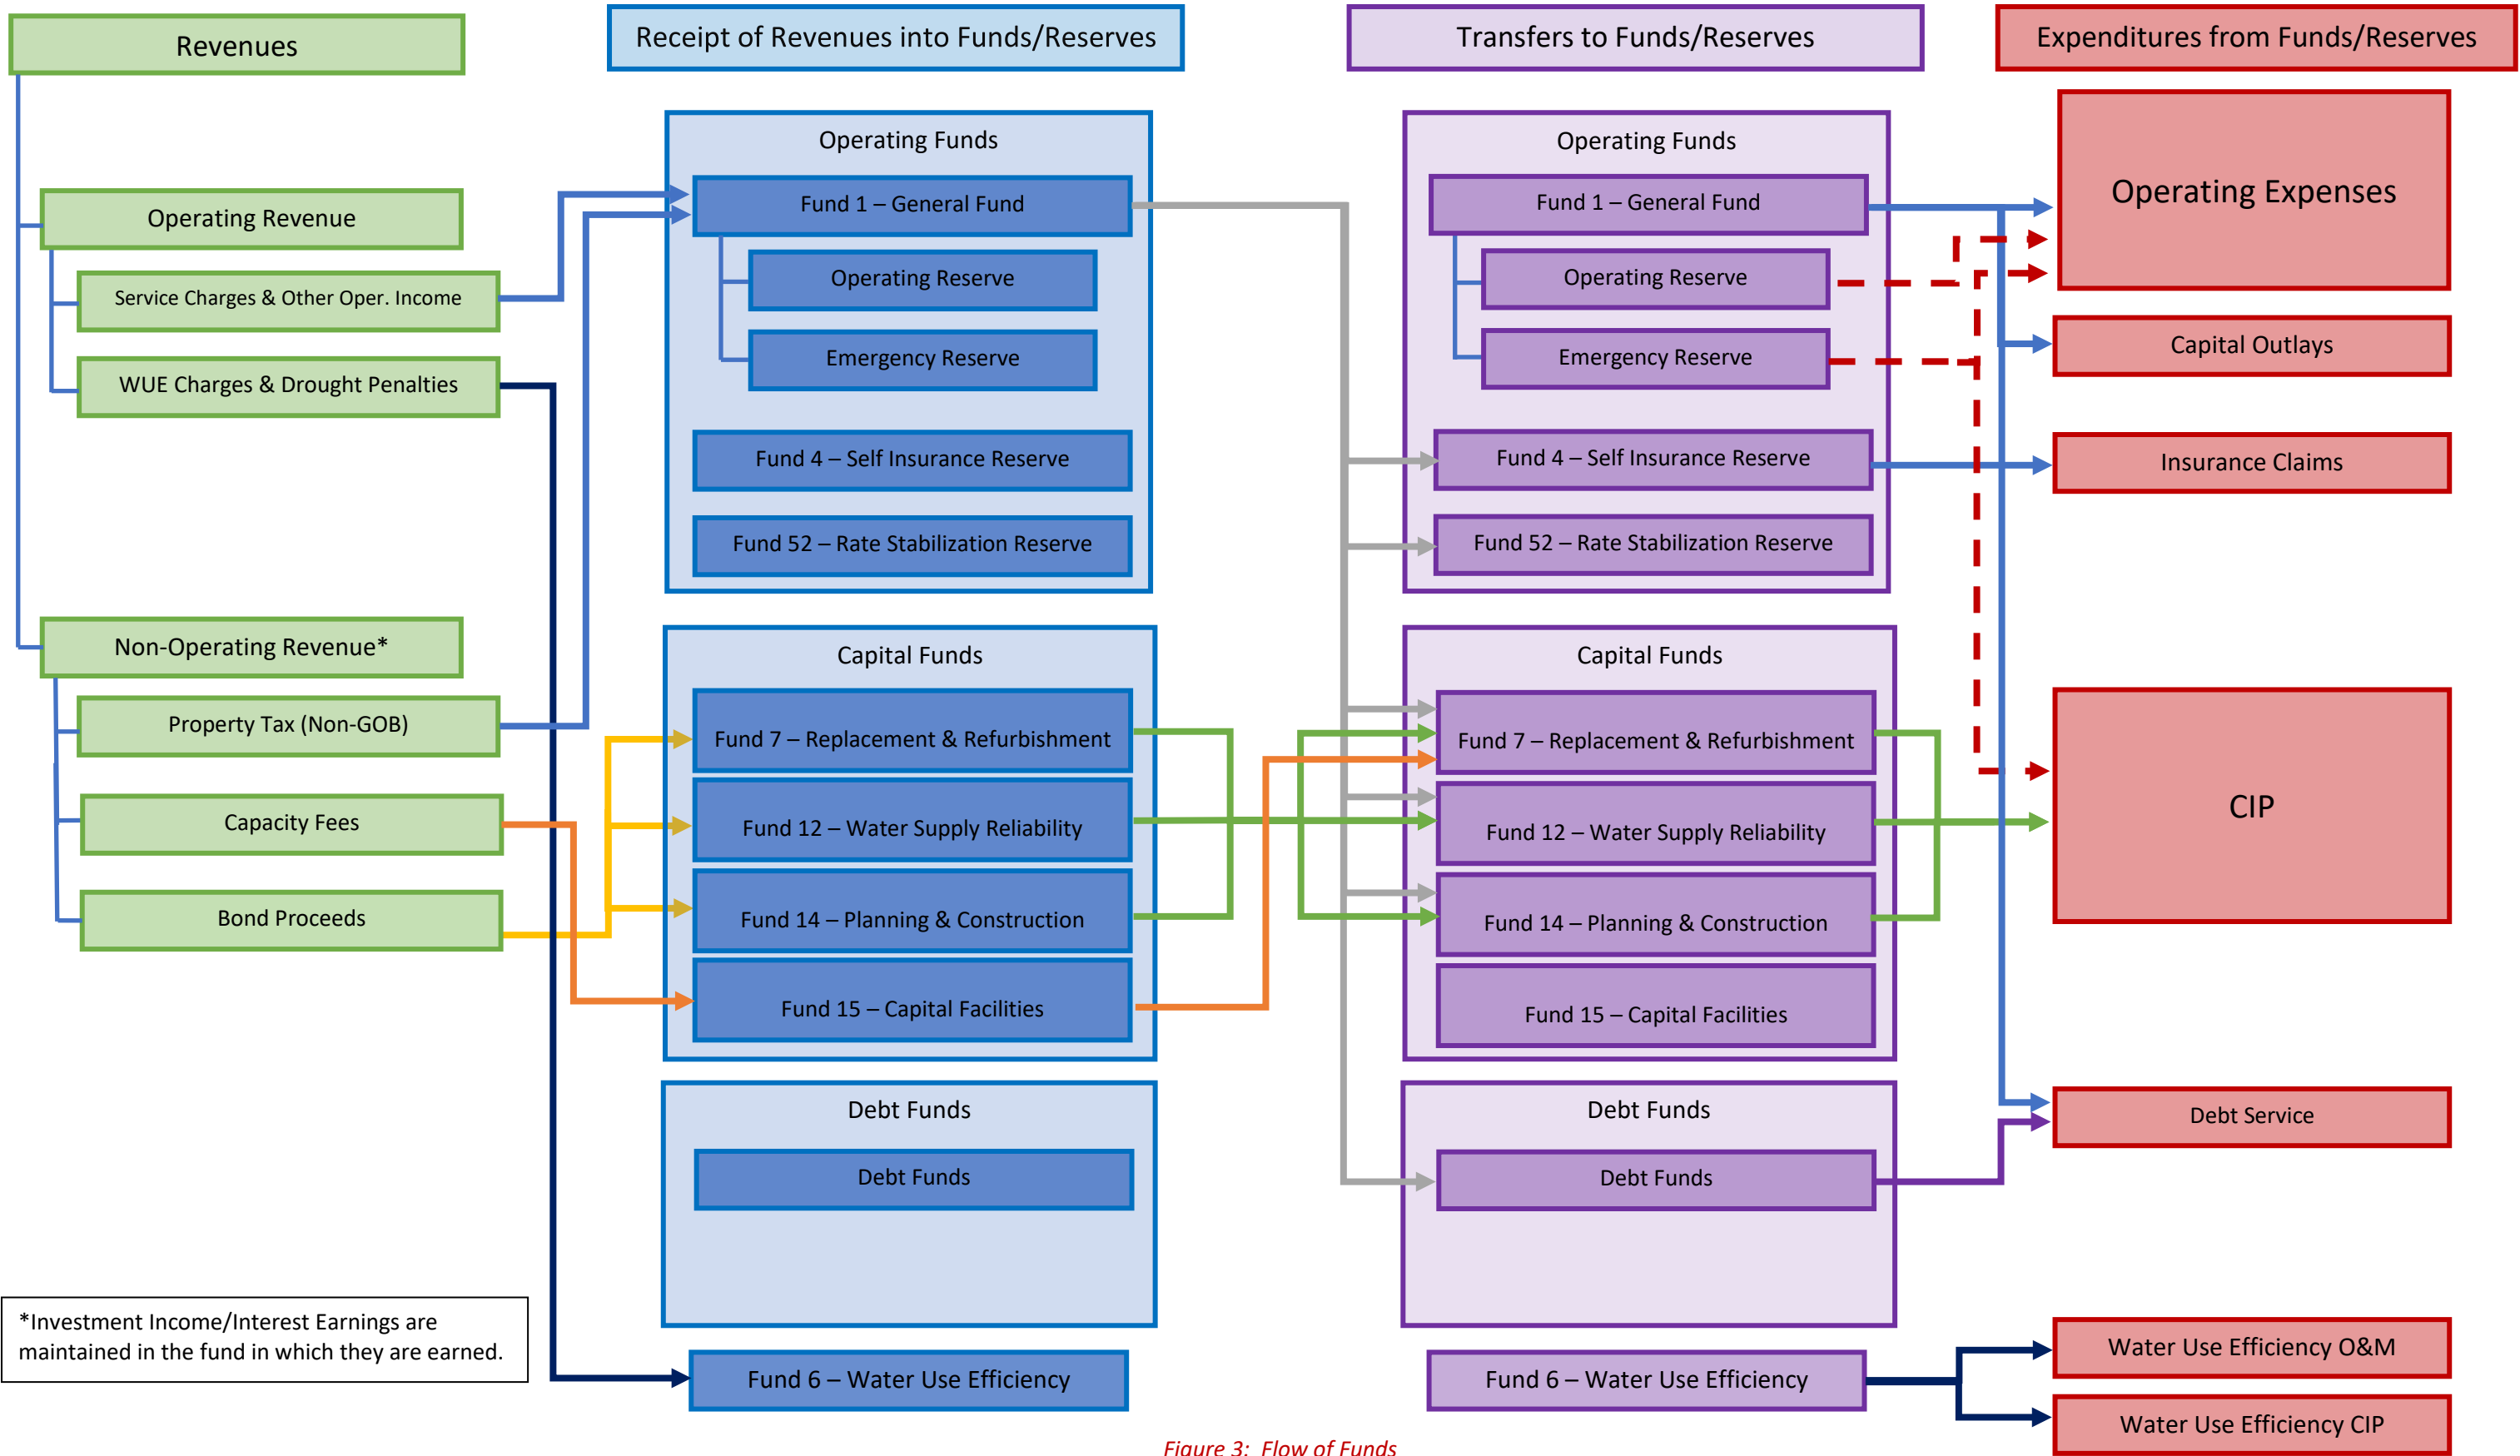 Revenues
Receipt of Revenues into Funds/Reserves
Transfers to Funds/Reserves
Expenditures from Funds/Reserves
Operating Revenue
Service Charges & Other Oper. Income
WUE Charges & Drought Penalties
Non-Operating Revenue*
Property Tax (Non-GOB)
Capacity Fees
Bond Proceeds
*Investment Income/Interest Earnings are
maintained in the fund in which they are earned.
Operating Funds
Fund 1 – General Fund
Operating Reserve
Emergency Reserve
Fund 4 – Self Insurance Reserve
Fund 52 – Rate Stabilization Reserve
Capital Funds
Fund 7 – Replacement & Refurbishment
Fund 12 – Water Supply Reliability
Fund 14 – Planning & Construction
Fund 15 – Capital Facilities
Debt Funds
Debt Funds
Fund 6 – Water Use Efficiency
Operating Funds
Fund 1 – General Fund
Operating Reserve
Emergency Reserve
Fund 4 – Self Insurance Reserve
Fund 52 – Rate Stabilization Reserve
Capital Funds
Fund 7 – Replacement & Refurbishment
Fund 12 – Water Supply Reliability
Fund 14 – Planning & Construction
Fund 15 – Capital Facilities
Debt Funds
Debt Funds
Fund 6 – Water Use Efficiency
Operating Expenses
Capital Outlays
Insurance Claims
CIP
Debt Service
Water Use Efficiency O&M
Water Use Efficiency CIP
Figure 3:  Flow of Funds